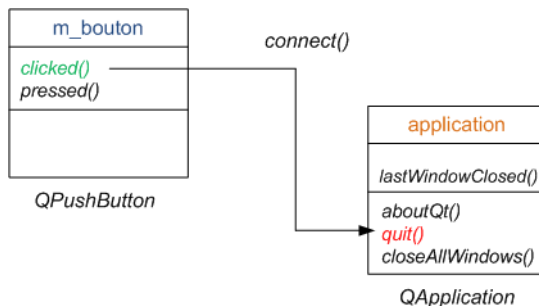 m_bouton
clicked()
pressed()
QPushButton
connect()
application
lastWindowClosed()
aboutQt()
quit()
closeAllWindows()
QApplication